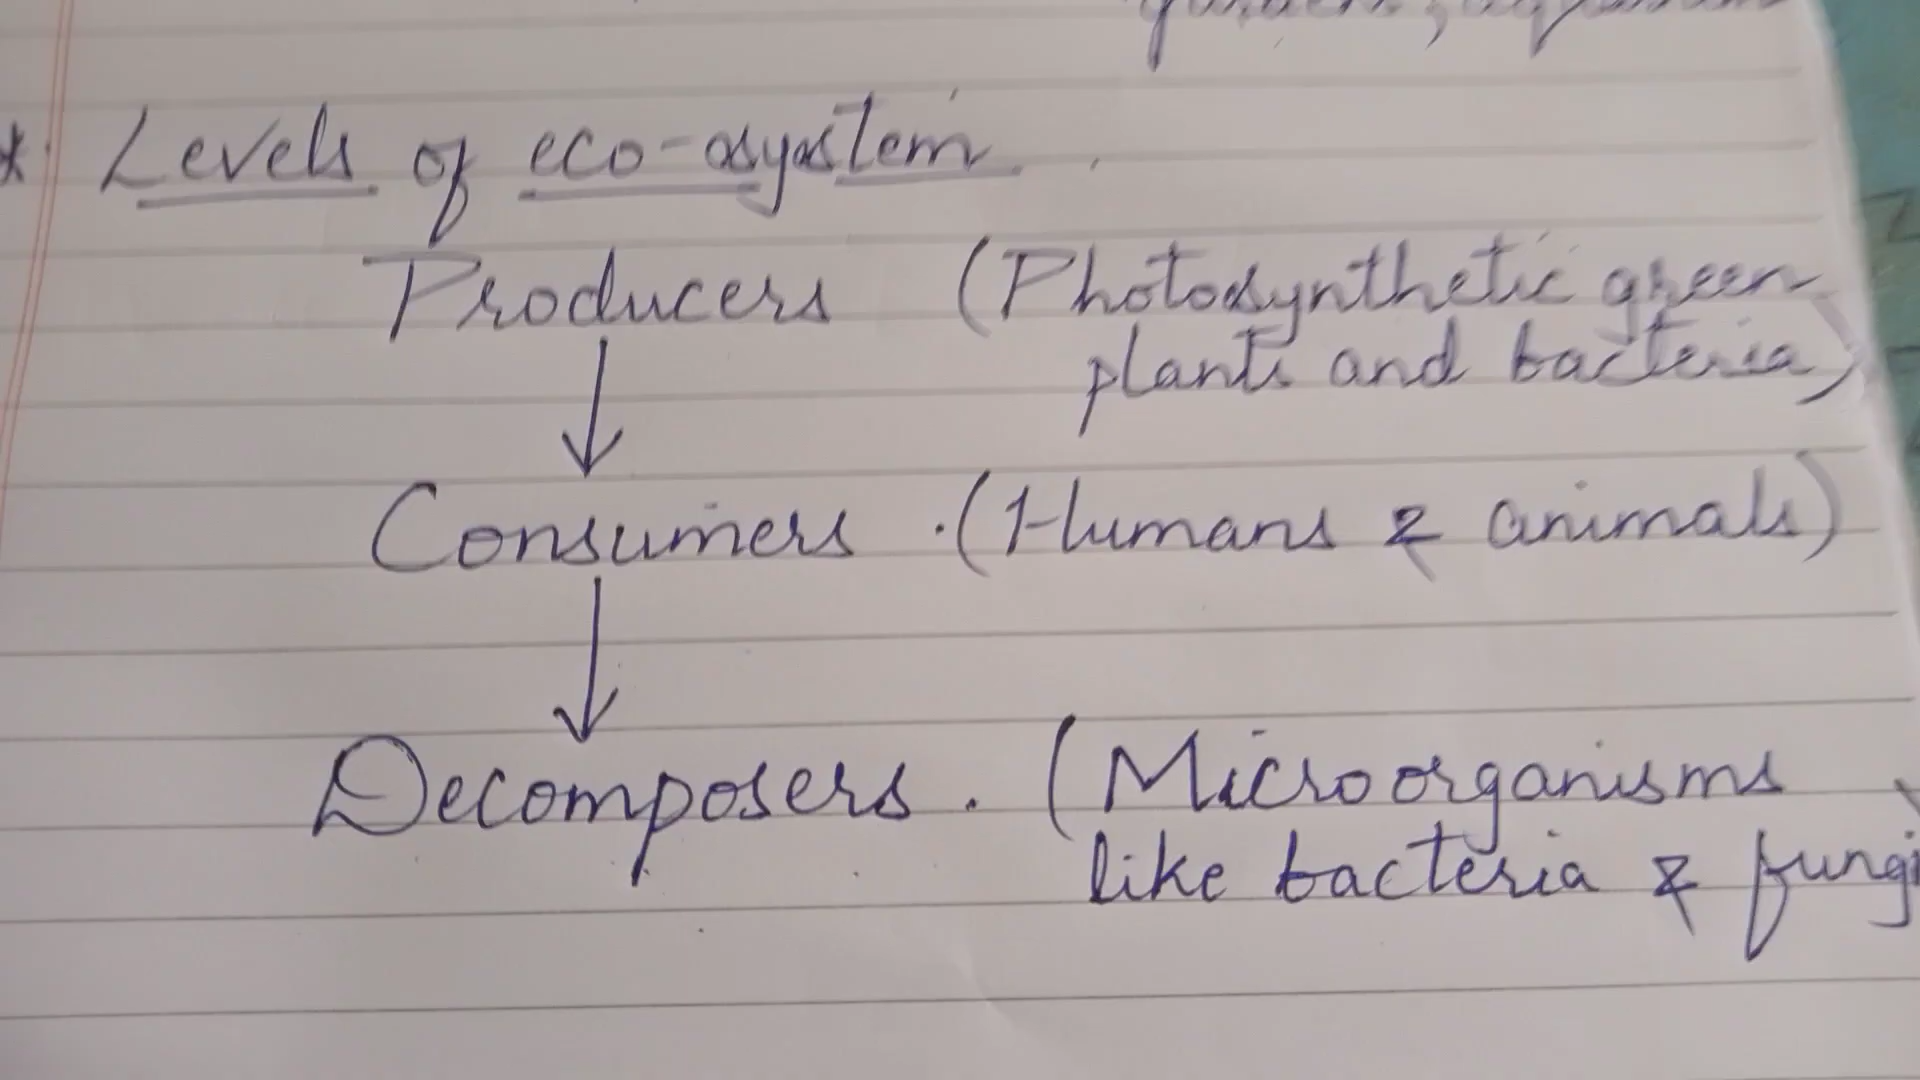 * Levels of eco-system.
Producers (Photosynthetic green
plants and bacteria)
Consumers . (Humans & animals)
Decomposers . (Microorganisms
like bacteria & fungi)